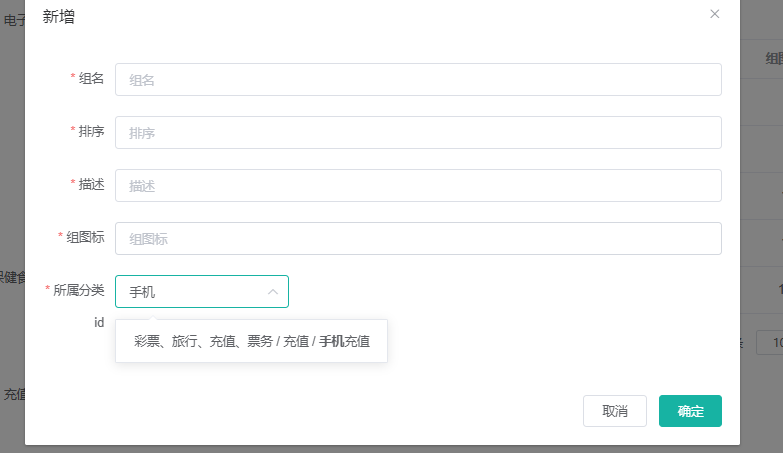 电子
新增
组图
* 组名 组名
* 排序 排序
* 描述 描述
* 组图标 组图标
* 所属分类 手机
id
保健食
彩票、旅行、充值、票务 / 充值 / 手机充值
条 10
充值
取消 确定